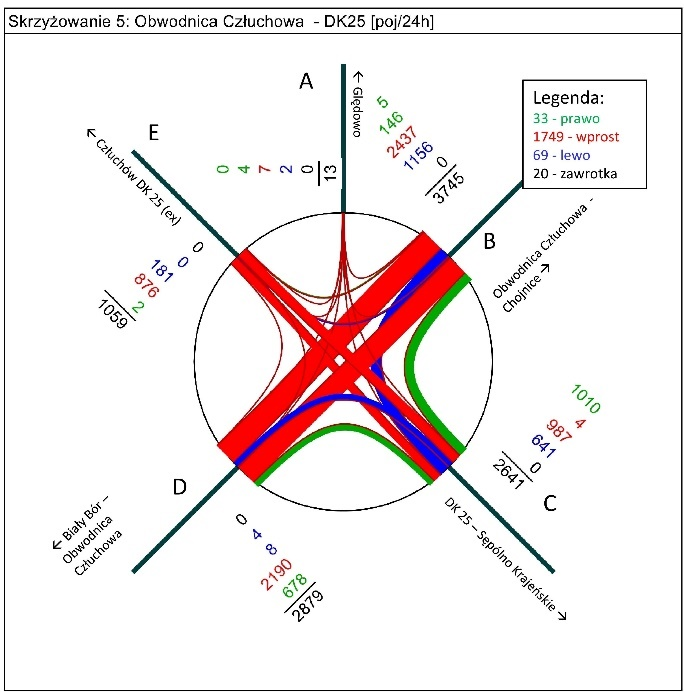 Skrzyżowanie 5: Obwodnica Człuchowa - DK25 [poj/24h]
A
← Głędowo
0
4
7
2
0
13
5
146
2437
1156
0
3745
Legenda:
33 - prawo
1749 - wprost
69 - lewo
20 - zawrotka
E
← Człuchów DK 25 (ex)
0
0
181
876
2
1059
B
Obwodnica Człuchowa -
Chojnice →
1010
4
987
641
0
2641
C
DK 25 – Sępólno Krajeńskie →
D
← Biały Bór –
Obwodnica
Człuchowa
0
4
8
2190
678
2879